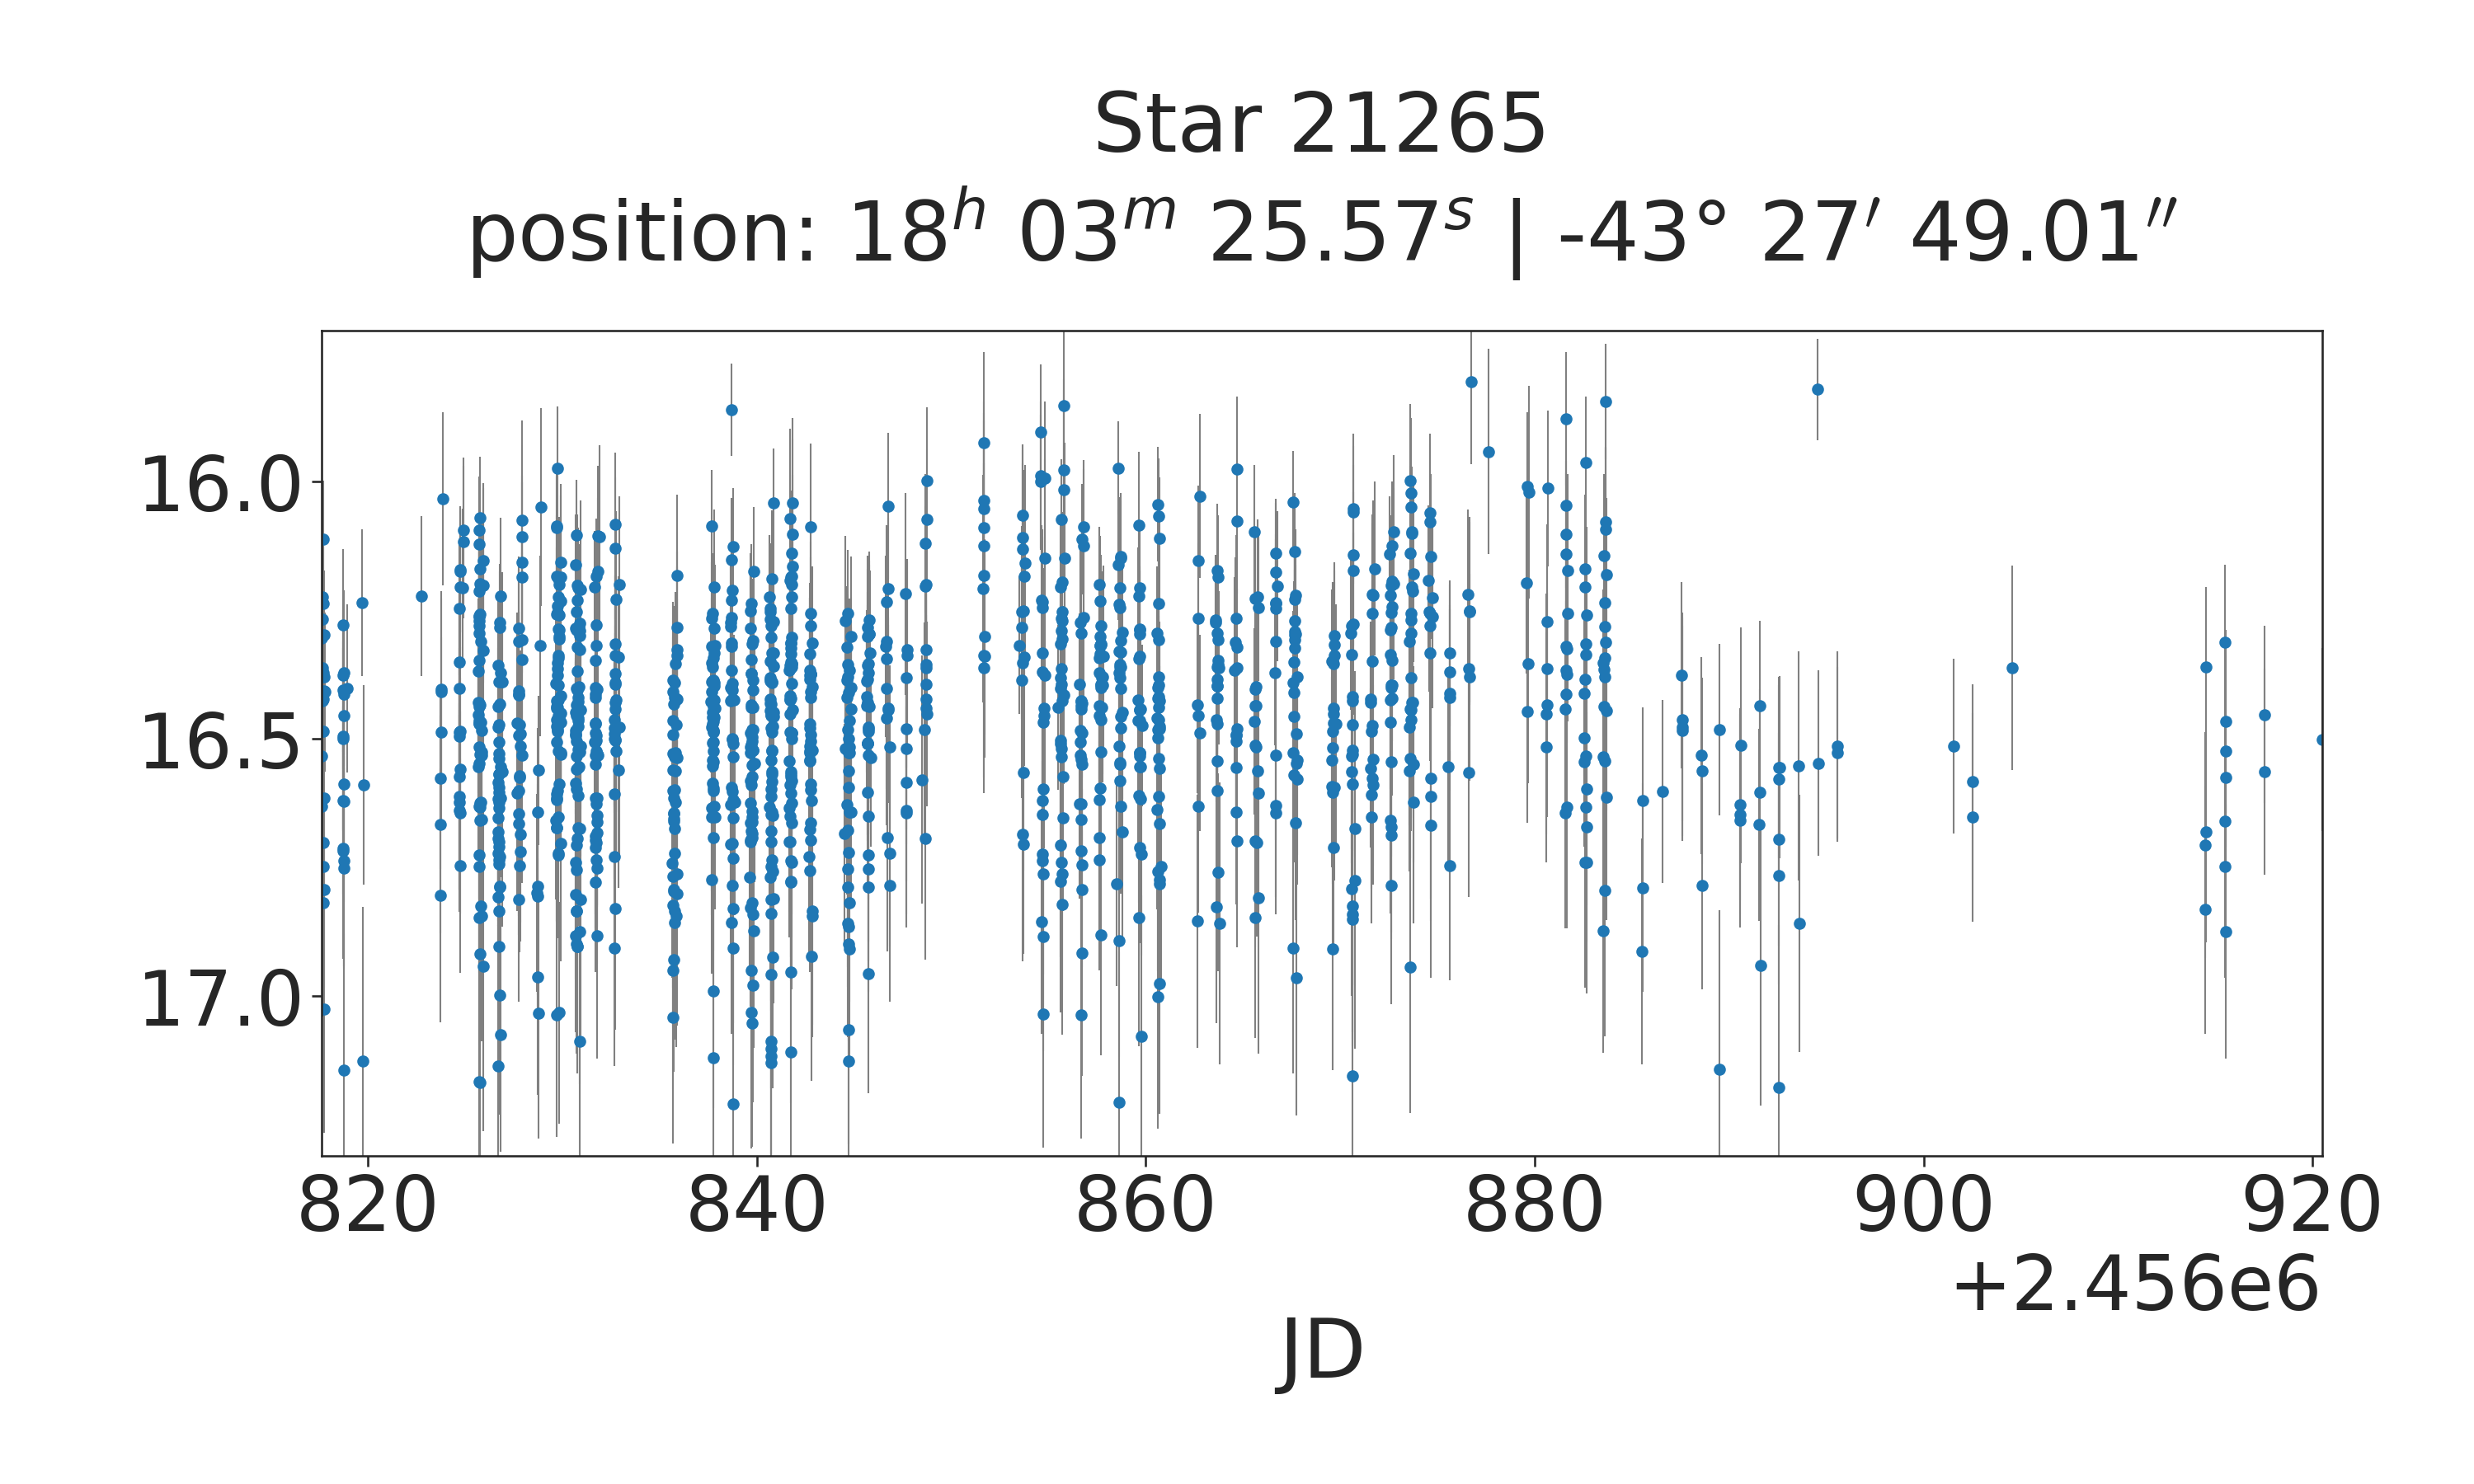 Star 21265
position: 18ʰ 03ᵐ 25.57ˢ | -43° 27′ 49.01′′
16.0
16.5
17.0
820 840 860 880 900 920
+2.456e6
JD